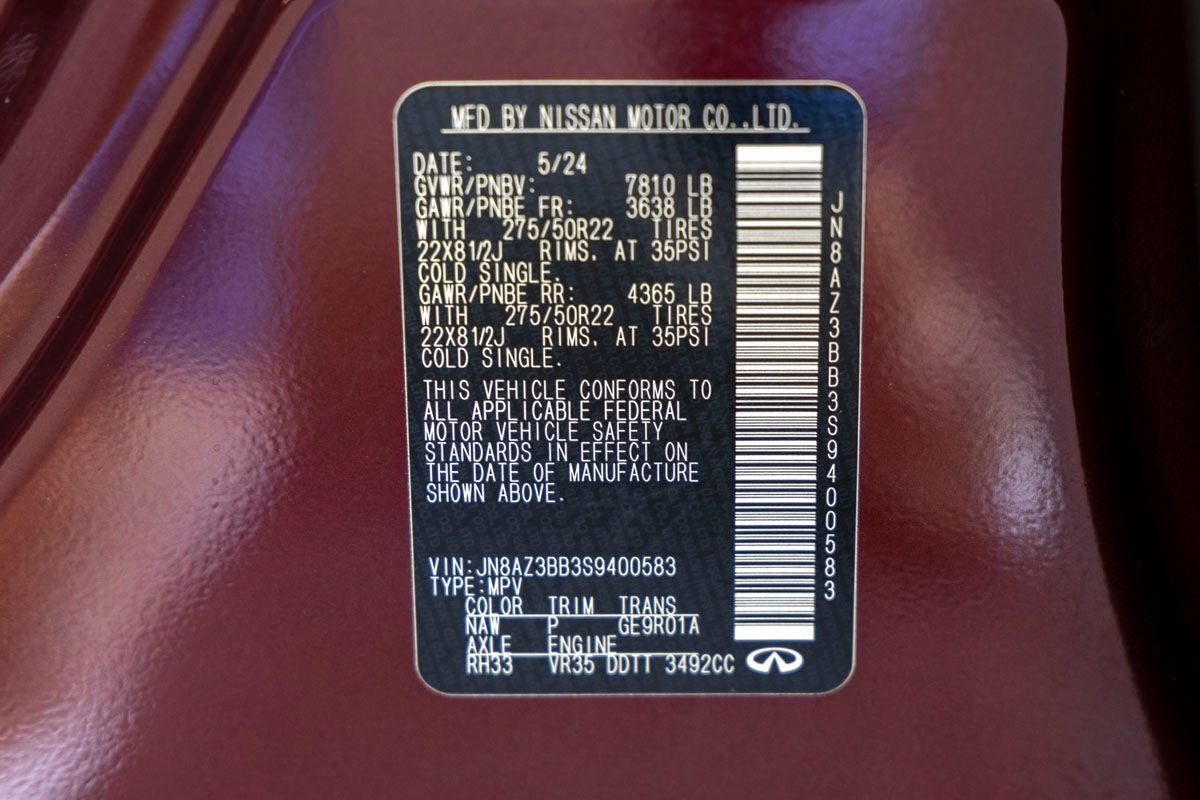 MFD BY NISSAN MOTOR CO.,LTD.
DATE: 5/24
GVWR/PNBV: 7810 LB
GAWR/PNBE FR: 3638 LB
WITH 275/50R22 TIRES
22X81/2J RIMS. AT 35PSI
COLD SINGLE.
GAWR/PNBE RR: 4365 LB
WITH 275/50R22 TIRES
22X81/2J RIMS. AT 35PSI
COLD SINGLE.
THIS VEHICLE CONFORMS TO
ALL APPLICABLE FEDERAL
MOTOR VEHICLE SAFETY
STANDARDS IN EFFECT ON
THE DATE OF MANUFACTURE
SHOWN ABOVE.
VIN:JN8AZ3BB3S9400583
TYPE:MPV
COLOR TRIM TRANS
NAW P GE9R01A
AXLE ENGINE
RH33 VR35 DDTT 3492CC
JN8AZ3BB3S9400583